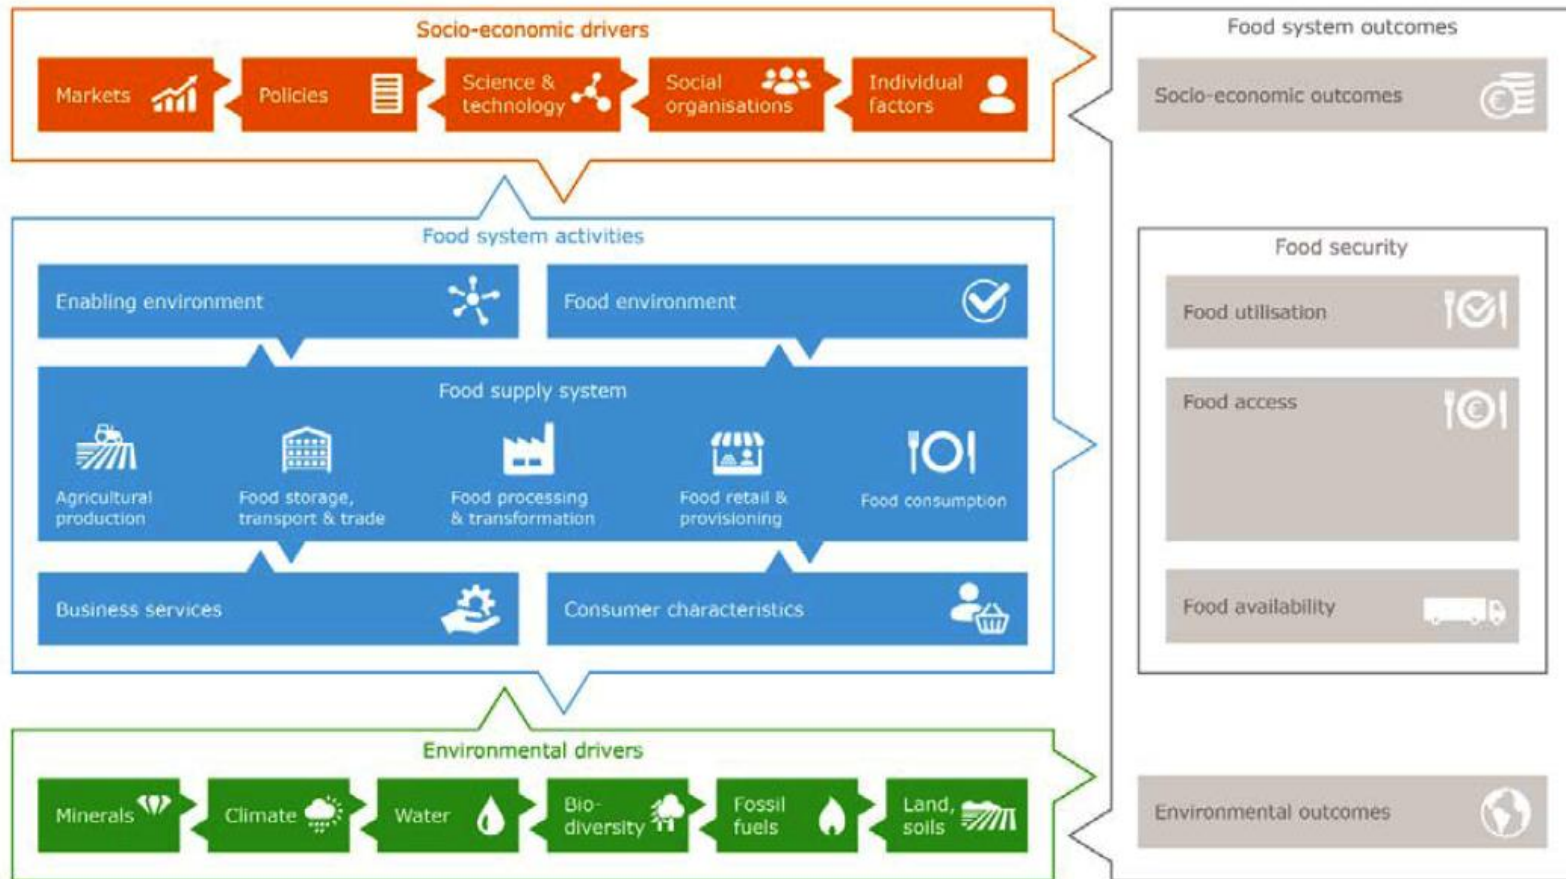 Socio-economic drivers
Markets
Policies
Science &
technology
Social
organisations
Individual
factors
Food system activities
Enabling environment
Food environment
Food supply system
Agricultural
production
Food storage,
transport & trade
Food processing
& transformation
Food retail &
provisioning
Food consumption
Business services
Consumer characteristics
Environmental drivers
Minerals
Climate
Water
Bio-
diversity
Fossil
fuels
Land,
soils
Food system outcomes
Socio-economic outcomes
Food security
Food utilisation
Food access
Food availability
Environmental outcomes